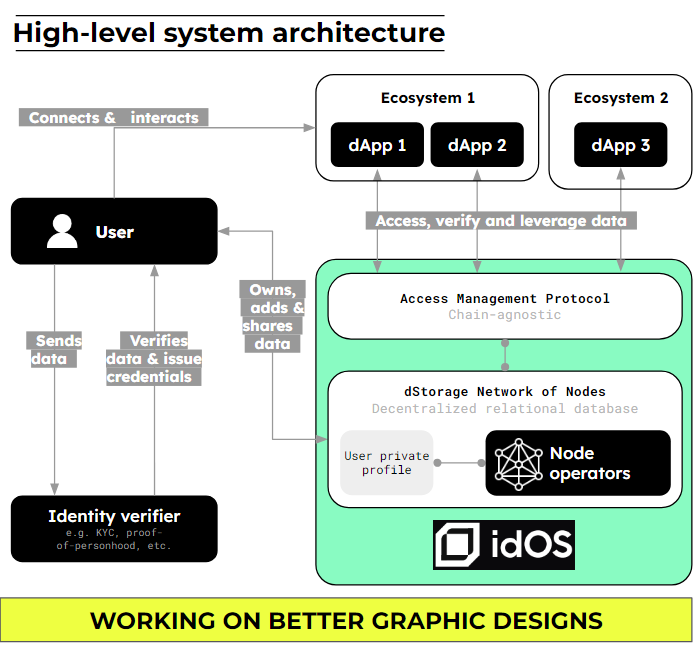 High-level system architecture
Ecosystem 1
Ecosystem 2
Connects & interacts
dApp 1
dApp 2
dApp 3
User
Access, verify and leverage data
Owns,
adds &
shares
data
Access Management Protocol
Chain-agnostic
Sends
data
Verifies
data & issue
credentials
dStorage Network of Nodes
Decentralized relational database
User private
profile
Node
operators
Identity verifier
e.g. KYC, proof-
of-personhood, etc.
idOS
WORKING ON BETTER GRAPHIC DESIGNS